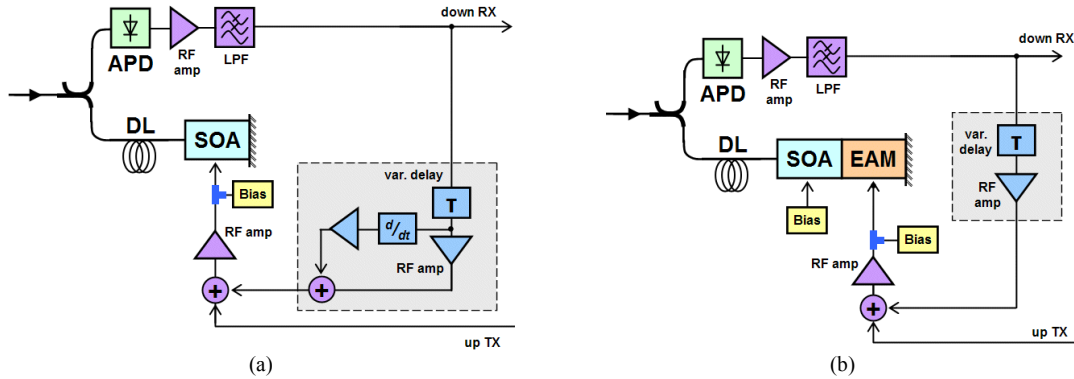 down RX
APD
RF
amp
LPF
DL
SOA
var. delay
T
Bias
d/dt
RF amp
RF amp
+
+
up TX
(a)
down RX
APD
RF
amp
LPF
var.
delay
T
DL
SOA
EAM
RF
amp
Bias
Bias
RF amp
+
up TX
(b)